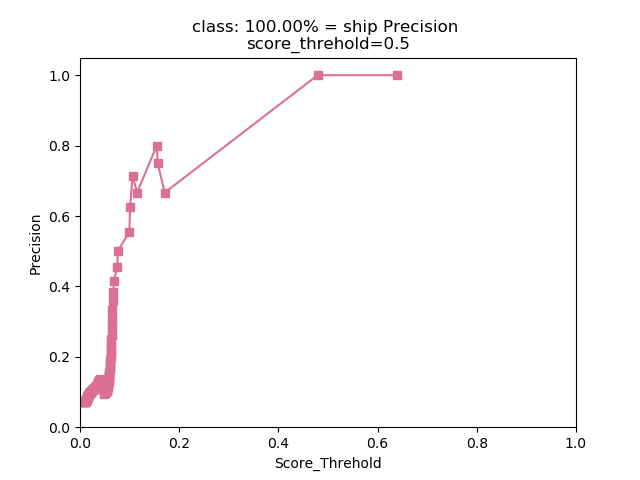 class: 100.00% = ship Precision
score_threhold=0.5
1.0
0.8
0.6
0.4
0.2
0.0
Precision
0.0 0.2 0.4 0.6 0.8 1.0
Score_Threhold